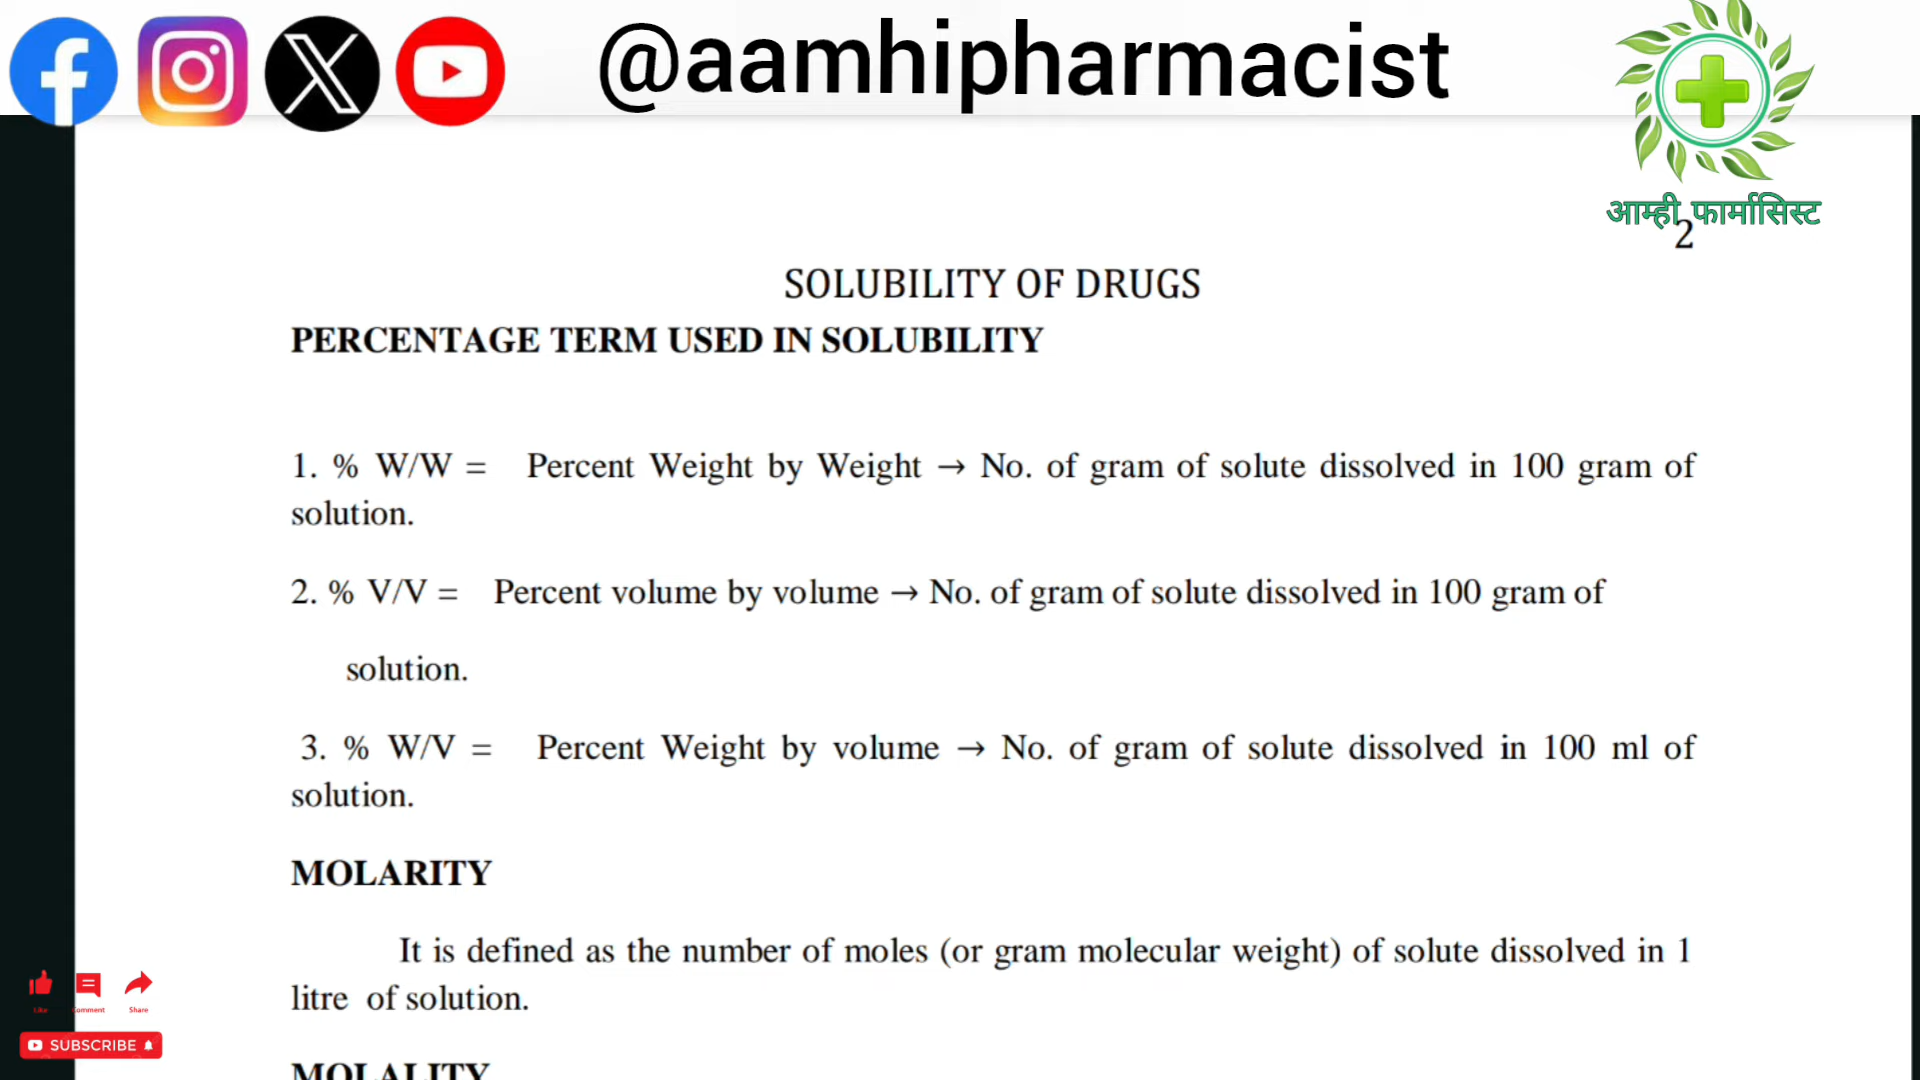 @aamhipharmacist
आम्ही फार्मासिस्ट
2
SOLUBILITY OF DRUGS
PERCENTAGE TERM USED IN SOLUBILITY
1. % W/W = Percent Weight by Weight → No. of gram of solute dissolved in 100 gram of
solution.
2. % V/V = Percent volume by volume → No. of gram of solute dissolved in 100 gram of
solution.
3. % W/V = Percent Weight by volume → No. of gram of solute dissolved in 100 ml of
solution.
MOLARITY
It is defined as the number of moles (or gram molecular weight) of solute dissolved in 1
litre of solution.
Like Comment Share
SUBSCRIBE
MOLALITY